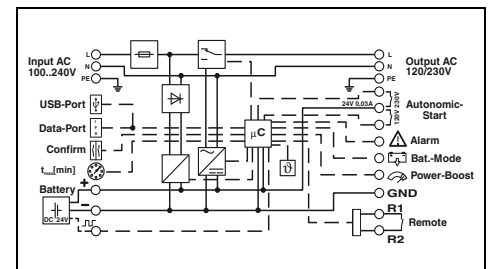 L
Input AC
100..240V
N
PE
USB-Port
Data-Port
Confirm
tmax[min]
Battery
+
−
DC 24V
µC
ϑ
L
Output AC
120/230V
N
PE
24V 0,03A
120V 230V
Autonomic-
Start
Alarm
Bat.-Mode
Power-Boost
GND
R1
Remote
R2